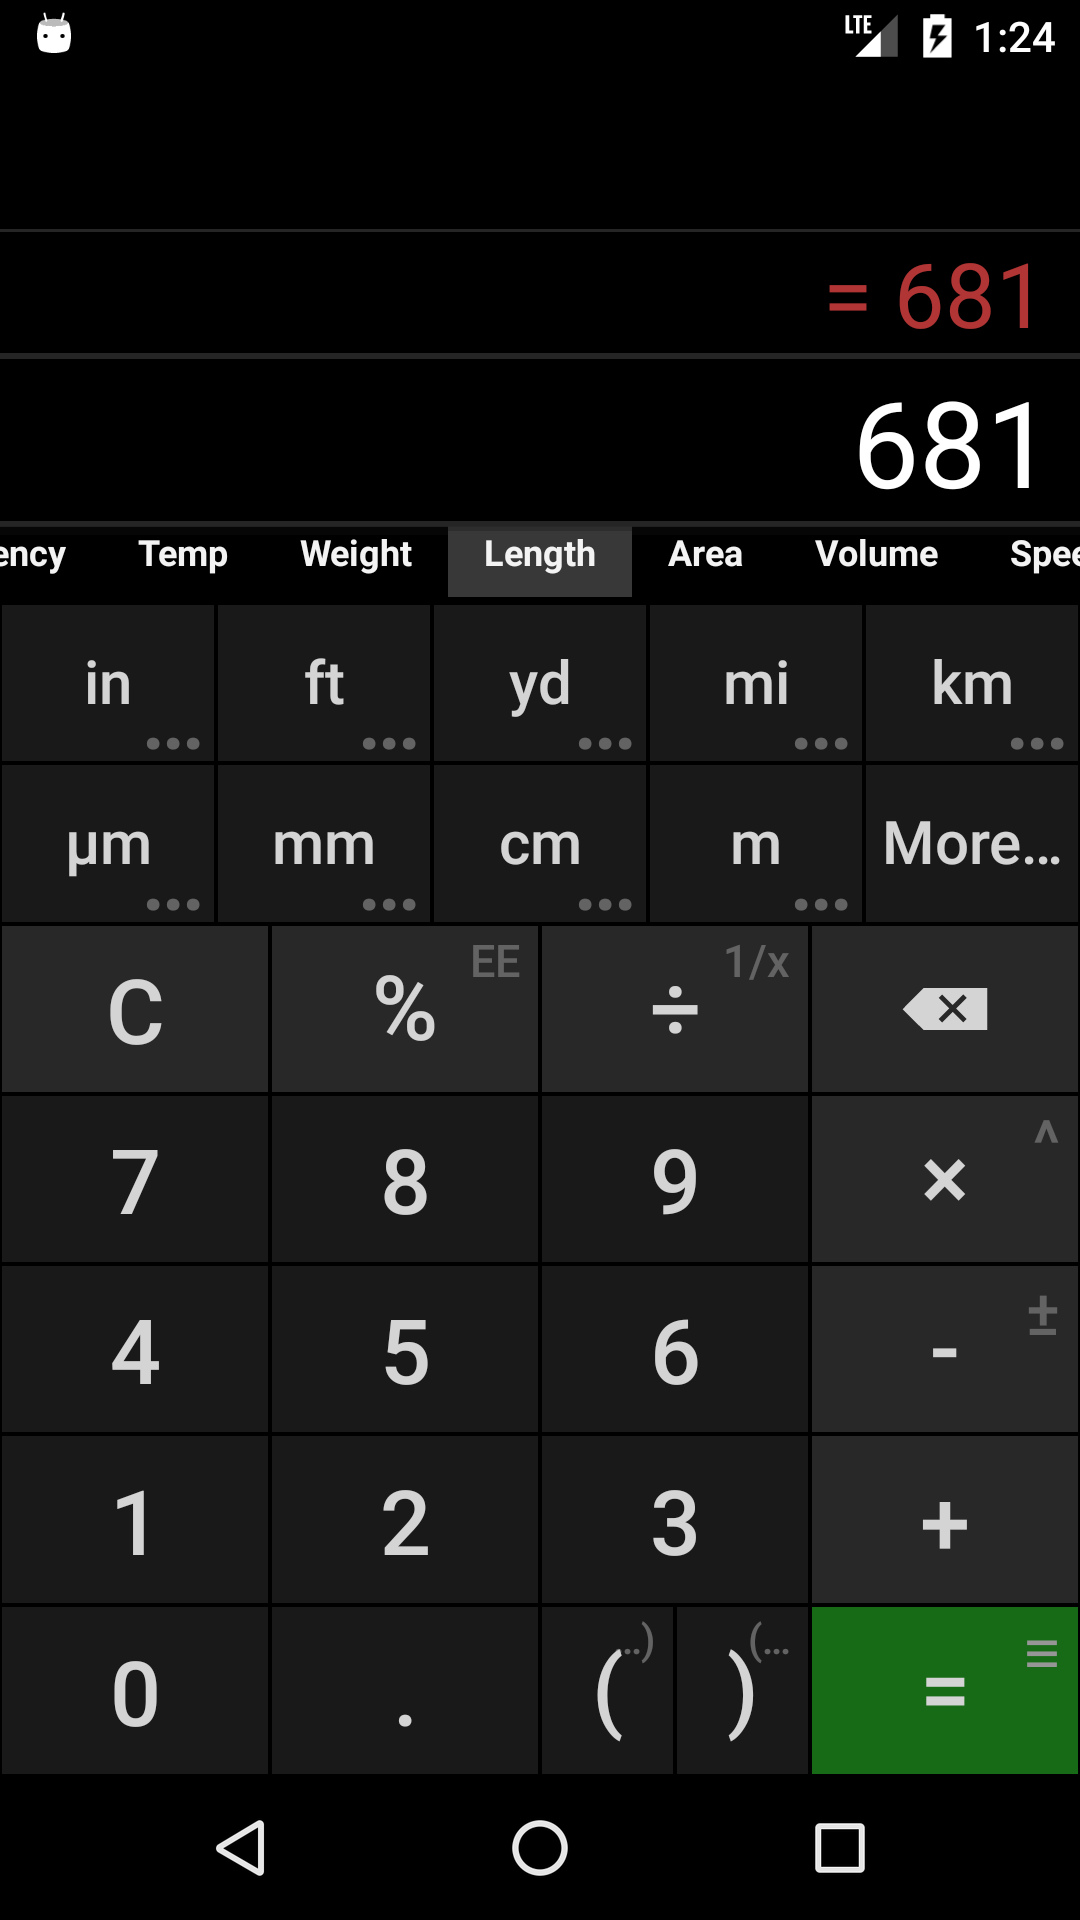 LTE 1:24
= 681
681
ency Temp Weight Length Area Volume Spee
in ft yd mi km
µm mm cm m More...
C % EE ÷ 1/x
7 8 9 × ^
4 5 6 - ±
1 2 3 +
0 . ( ..) ) (... =